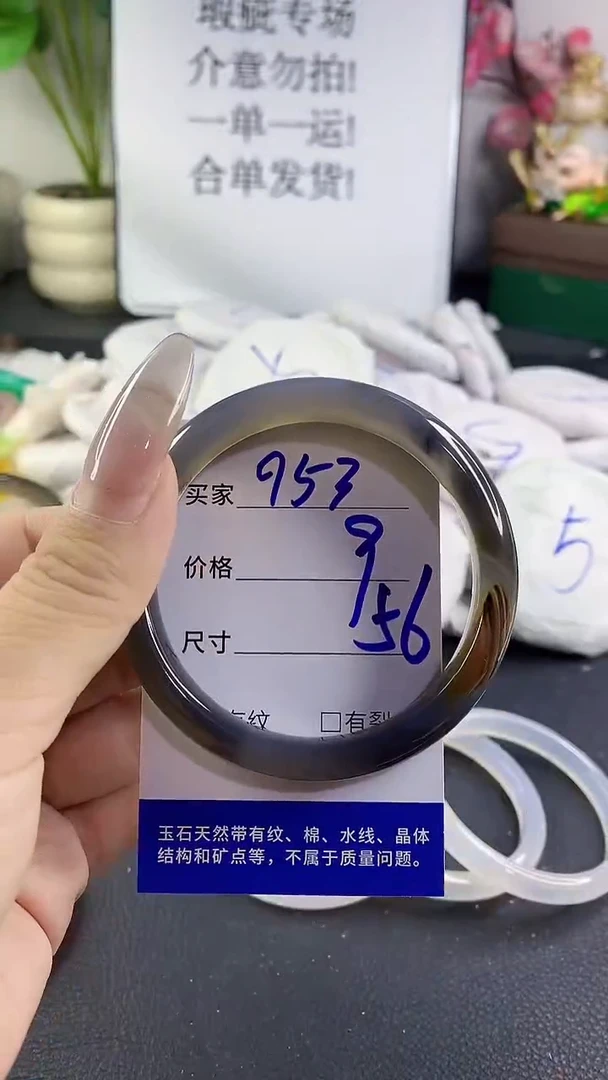 瑕疵专场
介意勿拍!
一单一运!
合单发货!
买家 953
价格 9
尺寸 56
有纹 □有裂
玉石天然带有纹、棉、水线、晶体
结构和矿点等，不属于质量问题。
5